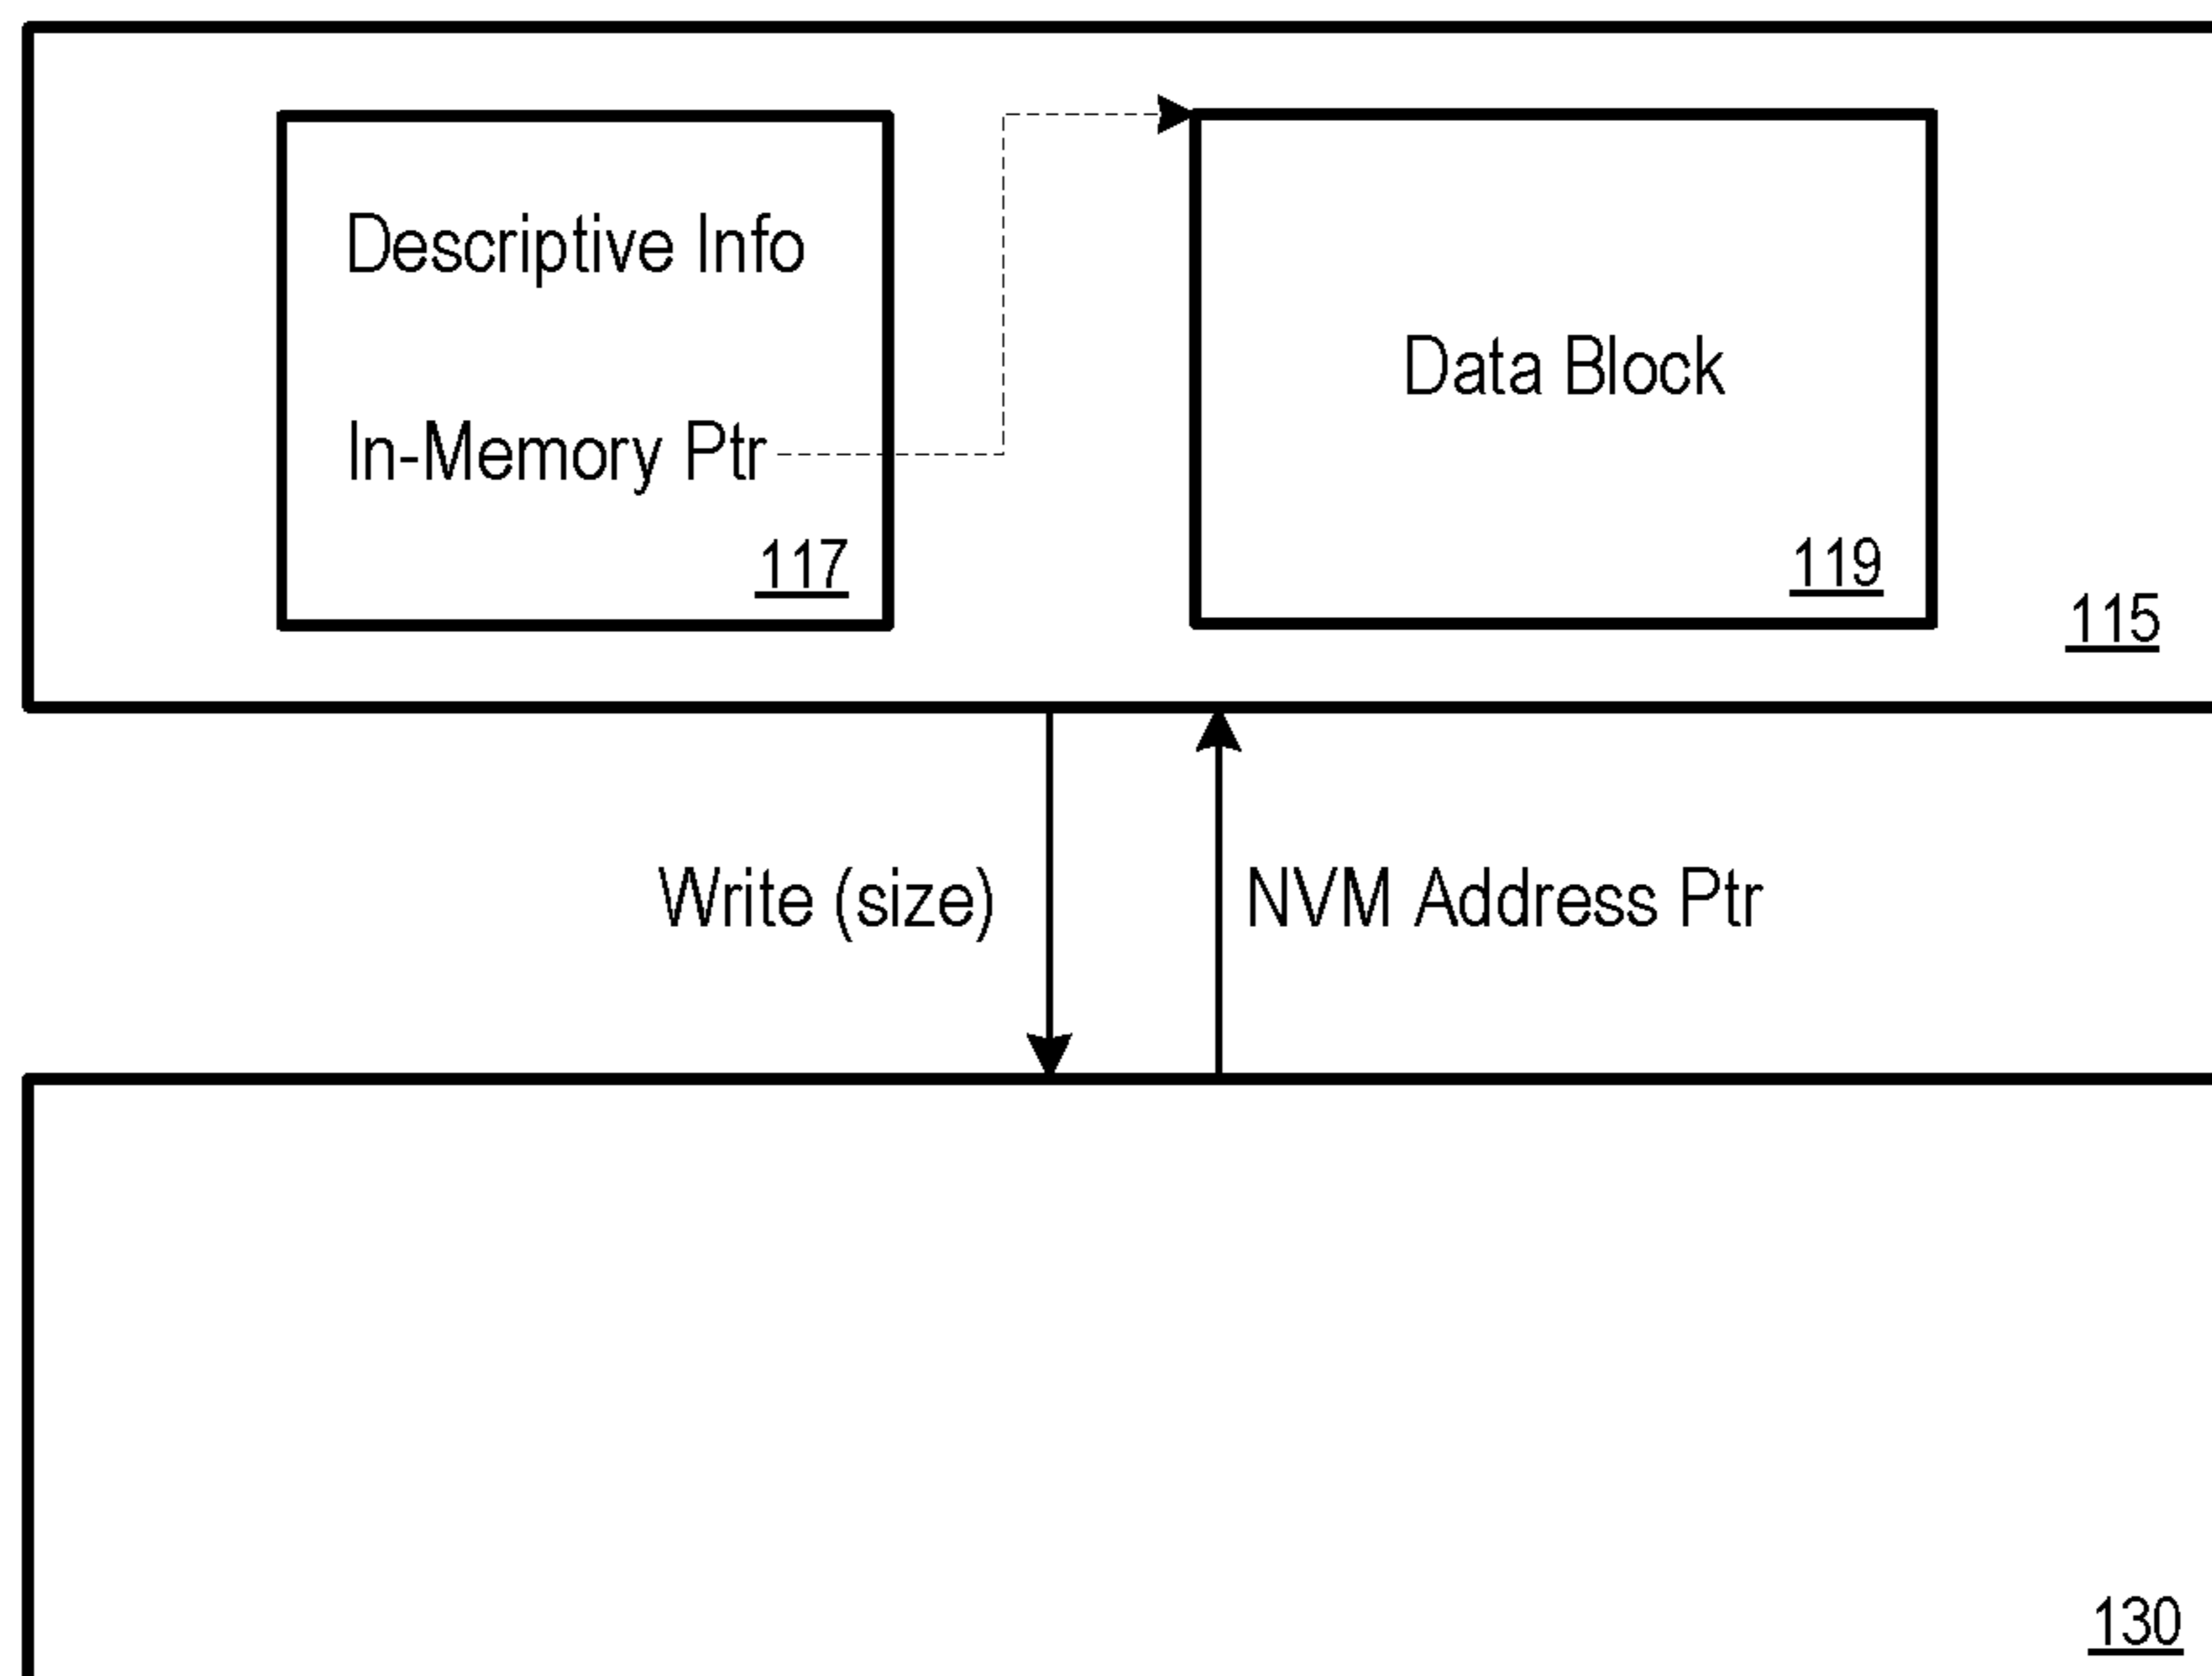 Descriptive Info
In-Memory Ptr
117
Data Block
119
115
Write (size)
NVM Address Ptr
130